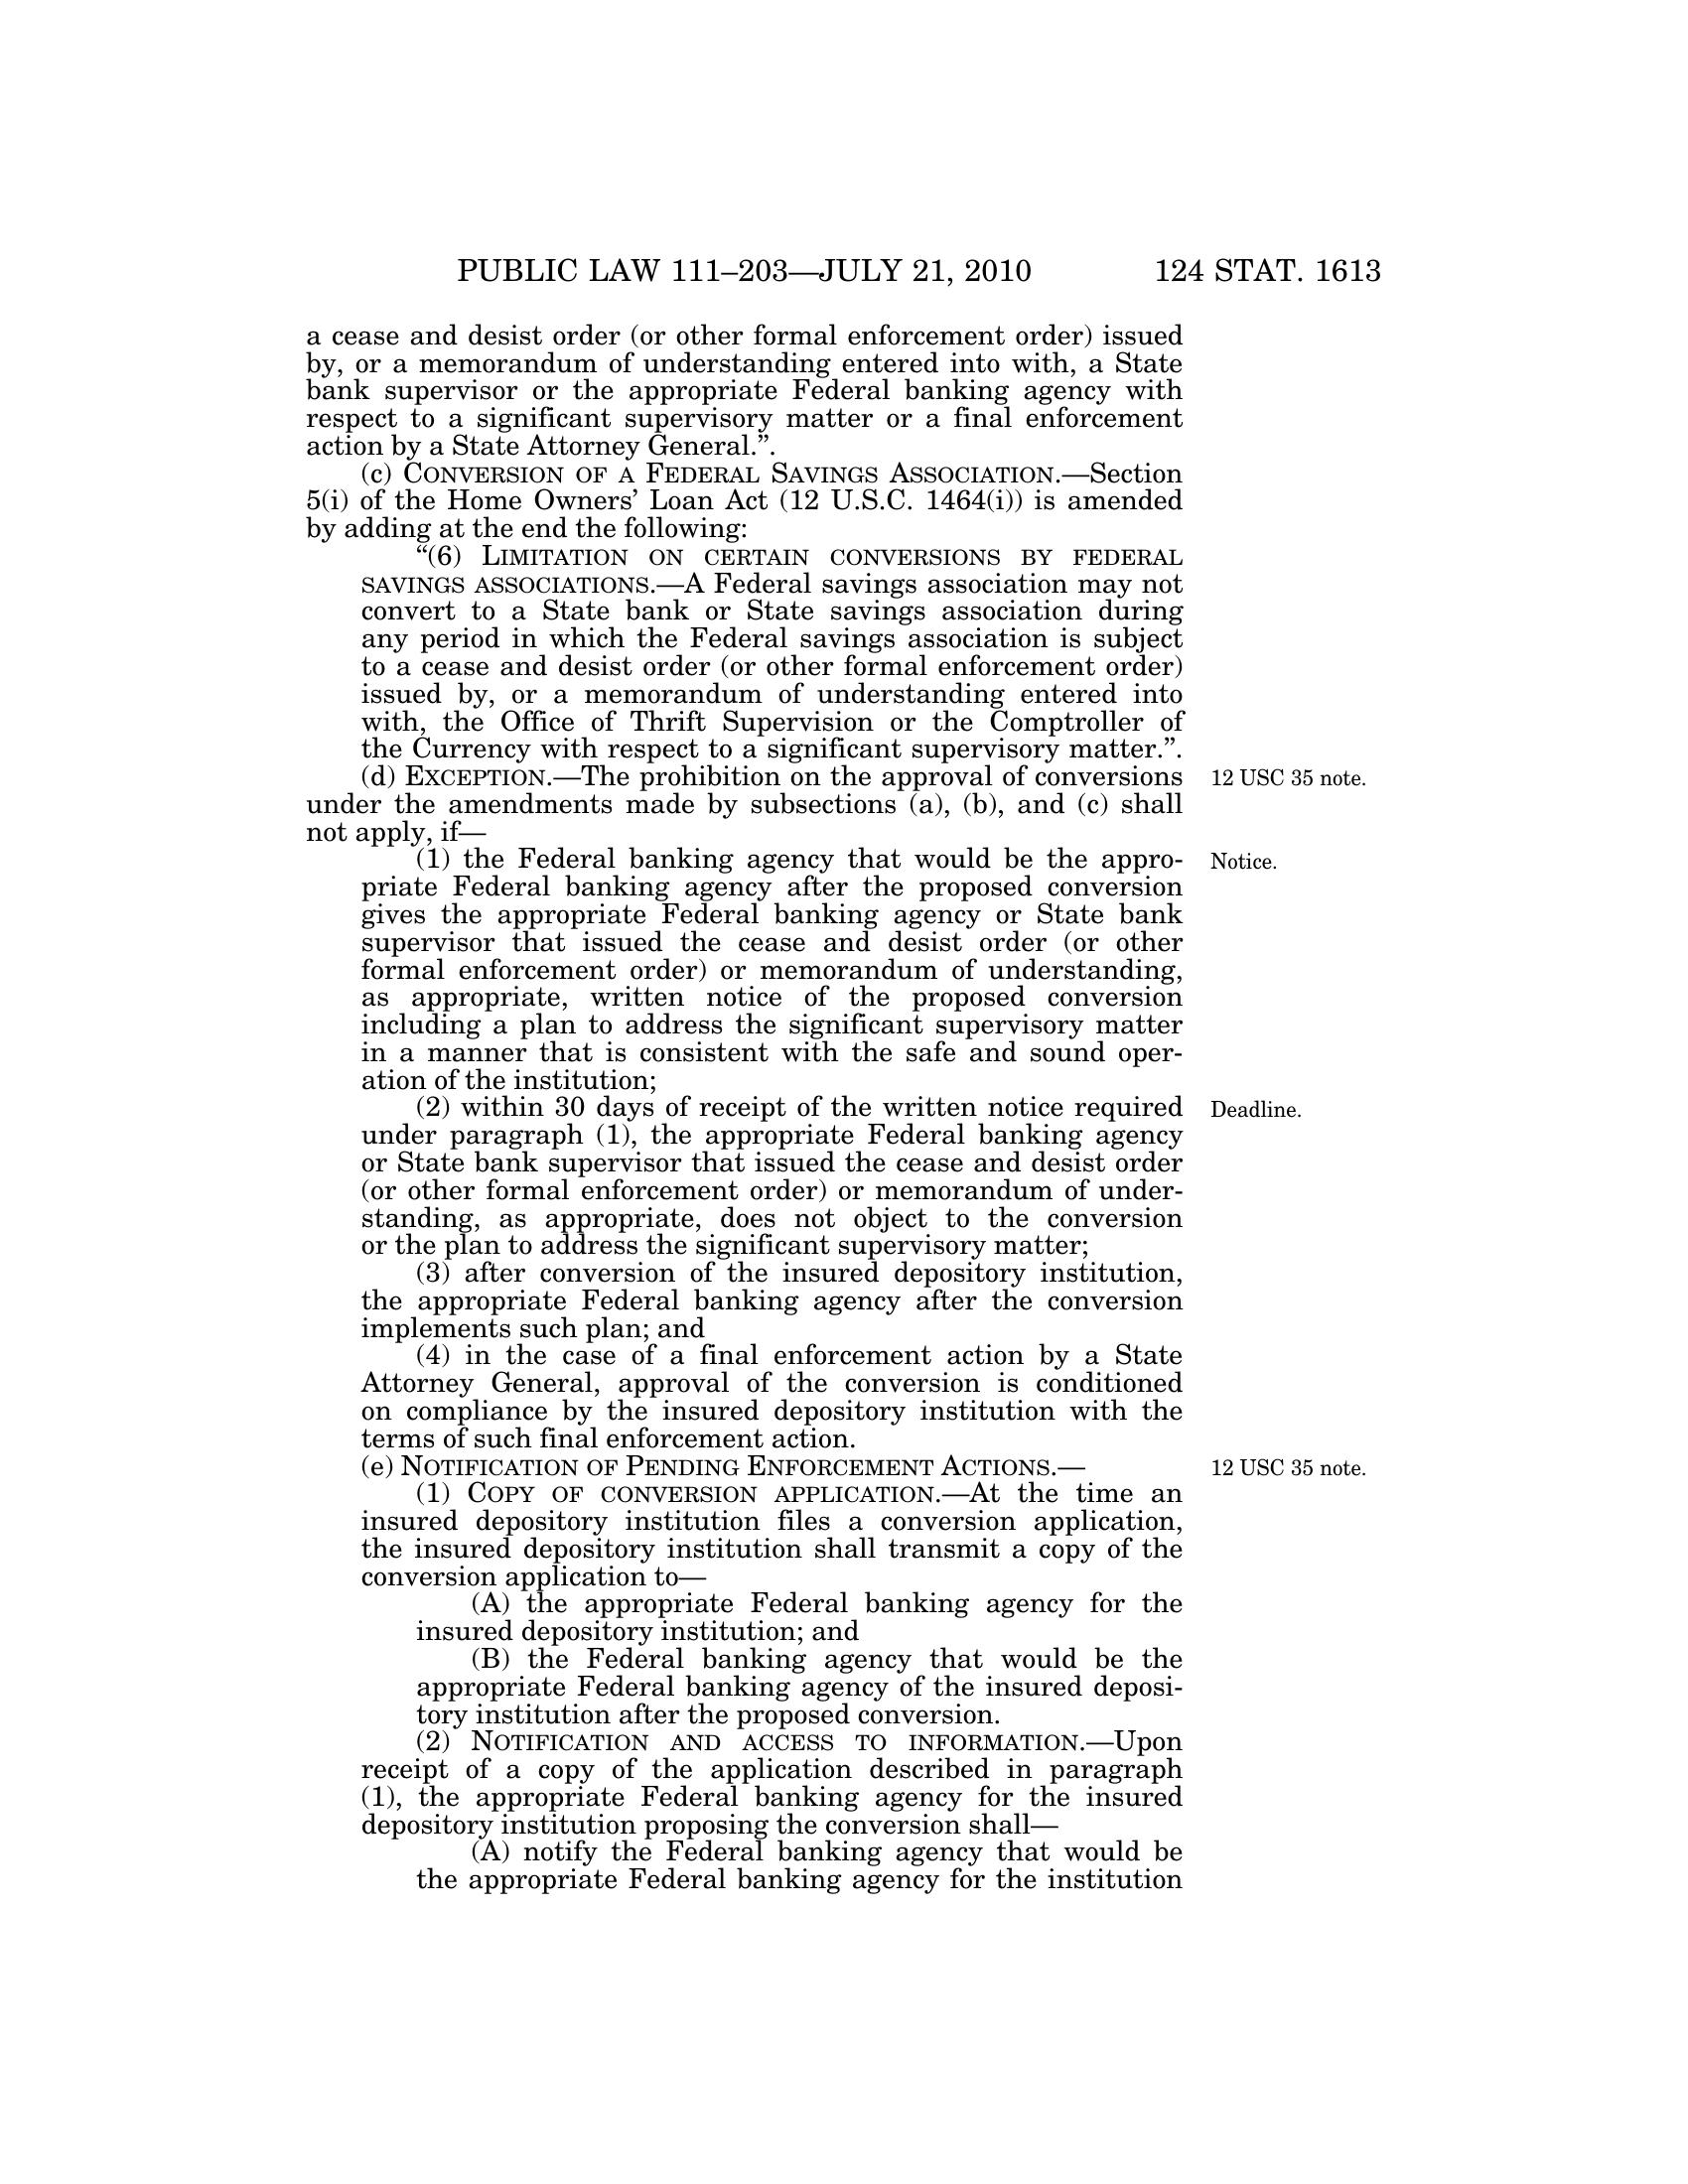 PUBLIC LAW 111–203—JULY 21, 2010 124 STAT. 1613
a cease and desist order (or other formal enforcement order) issued
by, or a memorandum of understanding entered into with, a State
bank supervisor or the appropriate Federal banking agency with
respect to a significant supervisory matter or a final enforcement
action by a State Attorney General.”.
(c) CONVERSION OF A FEDERAL SAVINGS ASSOCIATION.—Section
5(i) of the Home Owners’ Loan Act (12 U.S.C. 1464(i)) is amended
by adding at the end the following:
“(6) LIMITATION ON CERTAIN CONVERSIONS BY FEDERAL
SAVINGS ASSOCIATIONS.—A Federal savings association may not
convert to a State bank or State savings association during
any period in which the Federal savings association is subject
to a cease and desist order (or other formal enforcement order)
issued by, or a memorandum of understanding entered into
with, the Office of Thrift Supervision or the Comptroller of
the Currency with respect to a significant supervisory matter.”.
(d) EXCEPTION.—The prohibition on the approval of conversions 12 USC 35 note.
under the amendments made by subsections (a), (b), and (c) shall
not apply, if—
(1) the Federal banking agency that would be the appro- Notice.
priate Federal banking agency after the proposed conversion
gives the appropriate Federal banking agency or State bank
supervisor that issued the cease and desist order (or other
formal enforcement order) or memorandum of understanding,
as appropriate, written notice of the proposed conversion
including a plan to address the significant supervisory matter
in a manner that is consistent with the safe and sound oper-
ation of the institution;
(2) within 30 days of receipt of the written notice required Deadline.
under paragraph (1), the appropriate Federal banking agency
or State bank supervisor that issued the cease and desist order
(or other formal enforcement order) or memorandum of under-
standing, as appropriate, does not object to the conversion
or the plan to address the significant supervisory matter;
(3) after conversion of the insured depository institution,
the appropriate Federal banking agency after the conversion
implements such plan; and
(4) in the case of a final enforcement action by a State
Attorney General, approval of the conversion is conditioned
on compliance by the insured depository institution with the
terms of such final enforcement action.
(e) NOTIFICATION OF PENDING ENFORCEMENT ACTIONS.— 12 USC 35 note.
(1) COPY OF CONVERSION APPLICATION.—At the time an
insured depository institution files a conversion application,
the insured depository institution shall transmit a copy of the
conversion application to—
(A) the appropriate Federal banking agency for the
insured depository institution; and
(B) the Federal banking agency that would be the
appropriate Federal banking agency of the insured deposi-
tory institution after the proposed conversion.
(2) NOTIFICATION AND ACCESS TO INFORMATION.—Upon
receipt of a copy of the application described in paragraph
(1), the appropriate Federal banking agency for the insured
depository institution proposing the conversion shall—
(A) notify the Federal banking agency that would be
the appropriate Federal banking agency for the institution